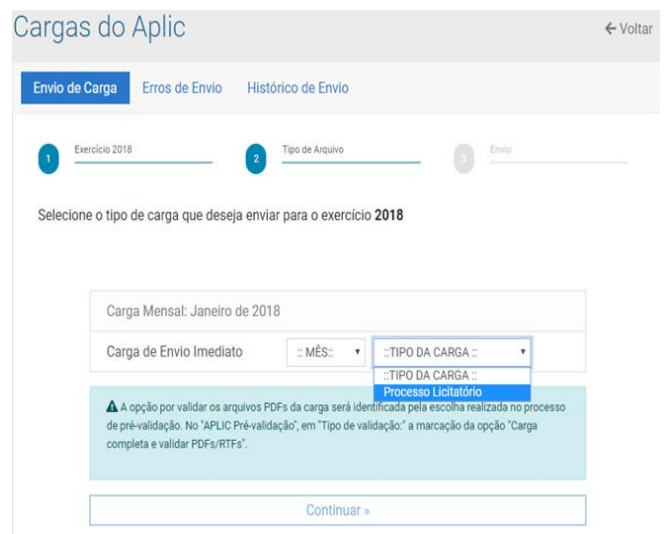 Cargas do Aplic
← Voltar
Envio de Carga Erros de Envio Histórico de Envio
1 Exercício 2018 2 Tipo de Arquivo 3 Envio
Selecione o tipo de carga que deseja enviar para o exercício 2018
Carga Mensal: Janeiro de 2018
Carga de Envio Imediato :: MÊS:: ::TIPO DA CARGA ::
::TIPO DA CARGA ::
Processo Licitatório
A opção por validar os arquivos PDFs da carga será identificada pela escolha realizada no processo
de pré-validação. No "APLIC Pré-validação", em "Tipo de validação:" a marcação da opção "Carga
completa e validar PDFs/RTFs".
Continuar »